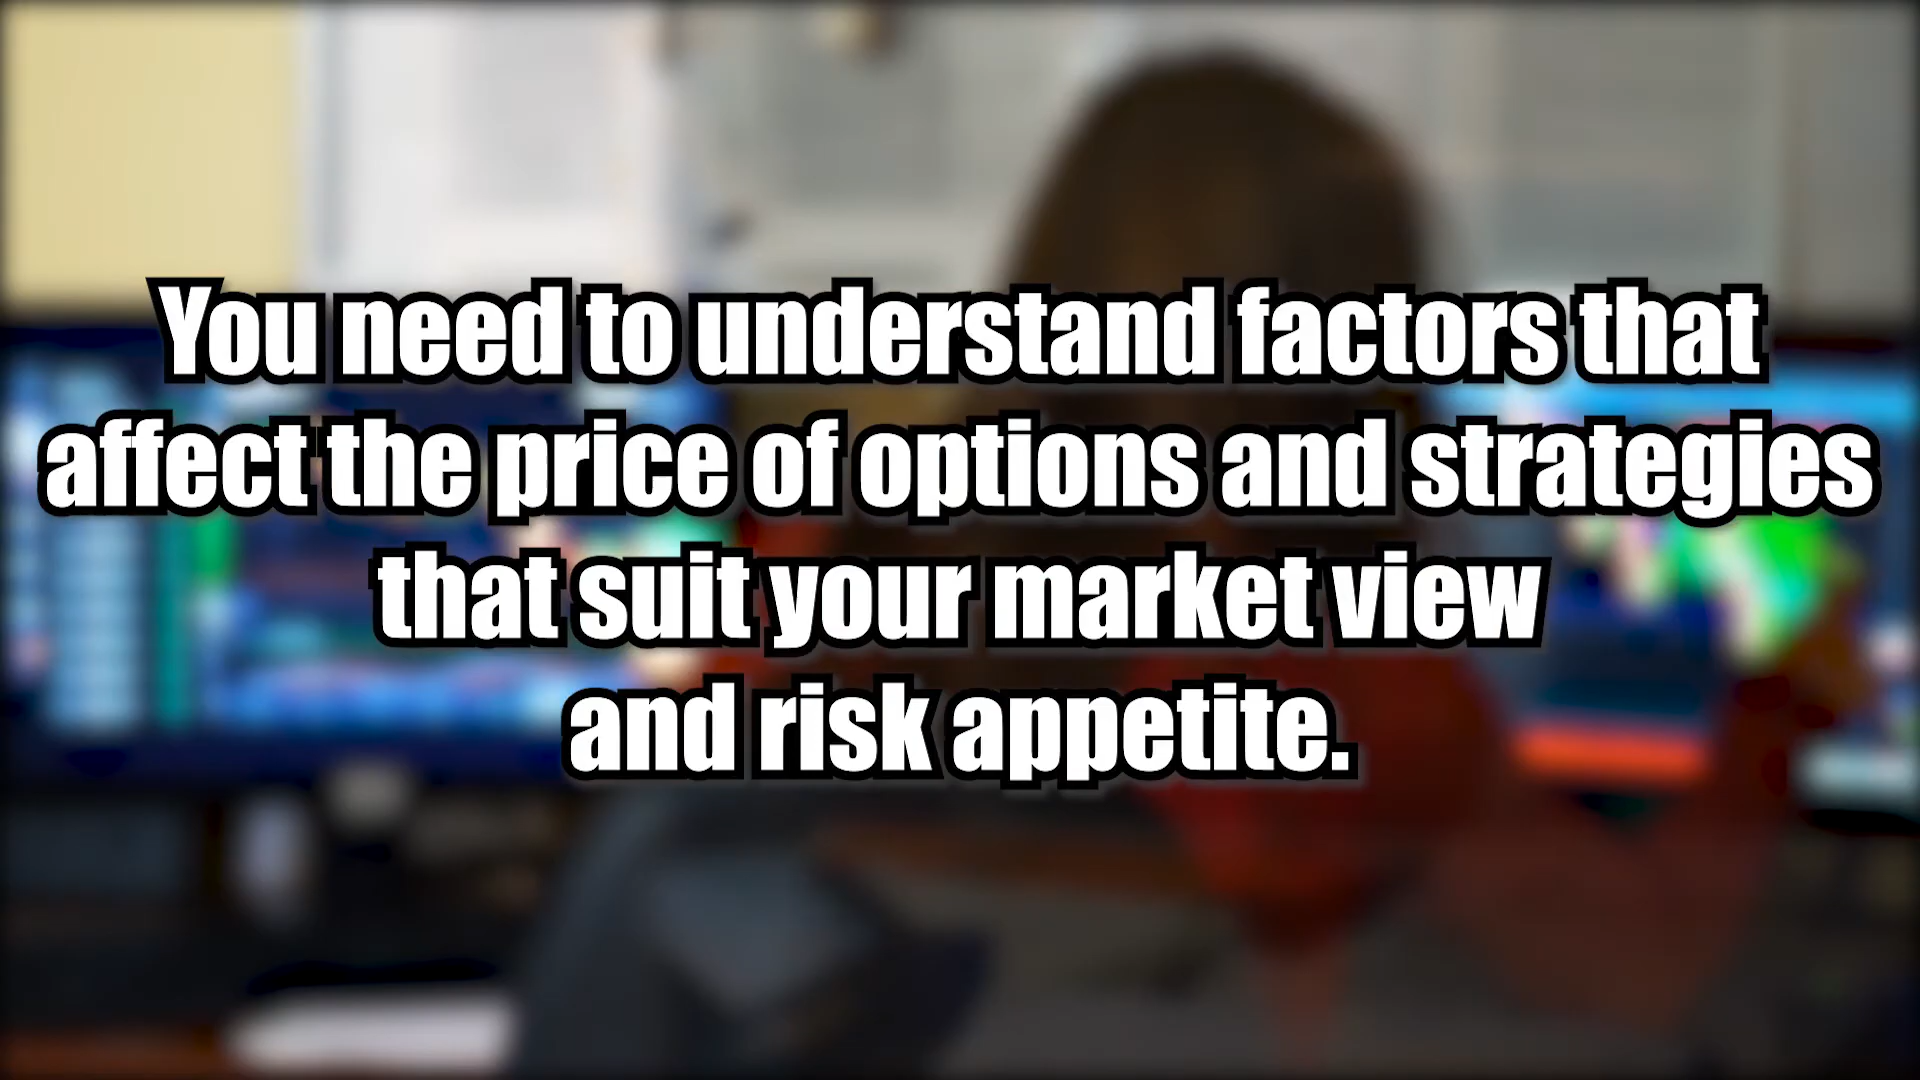 You need to understand factors that
affect the price of options and strategies
that suit your market view
and risk appetite.